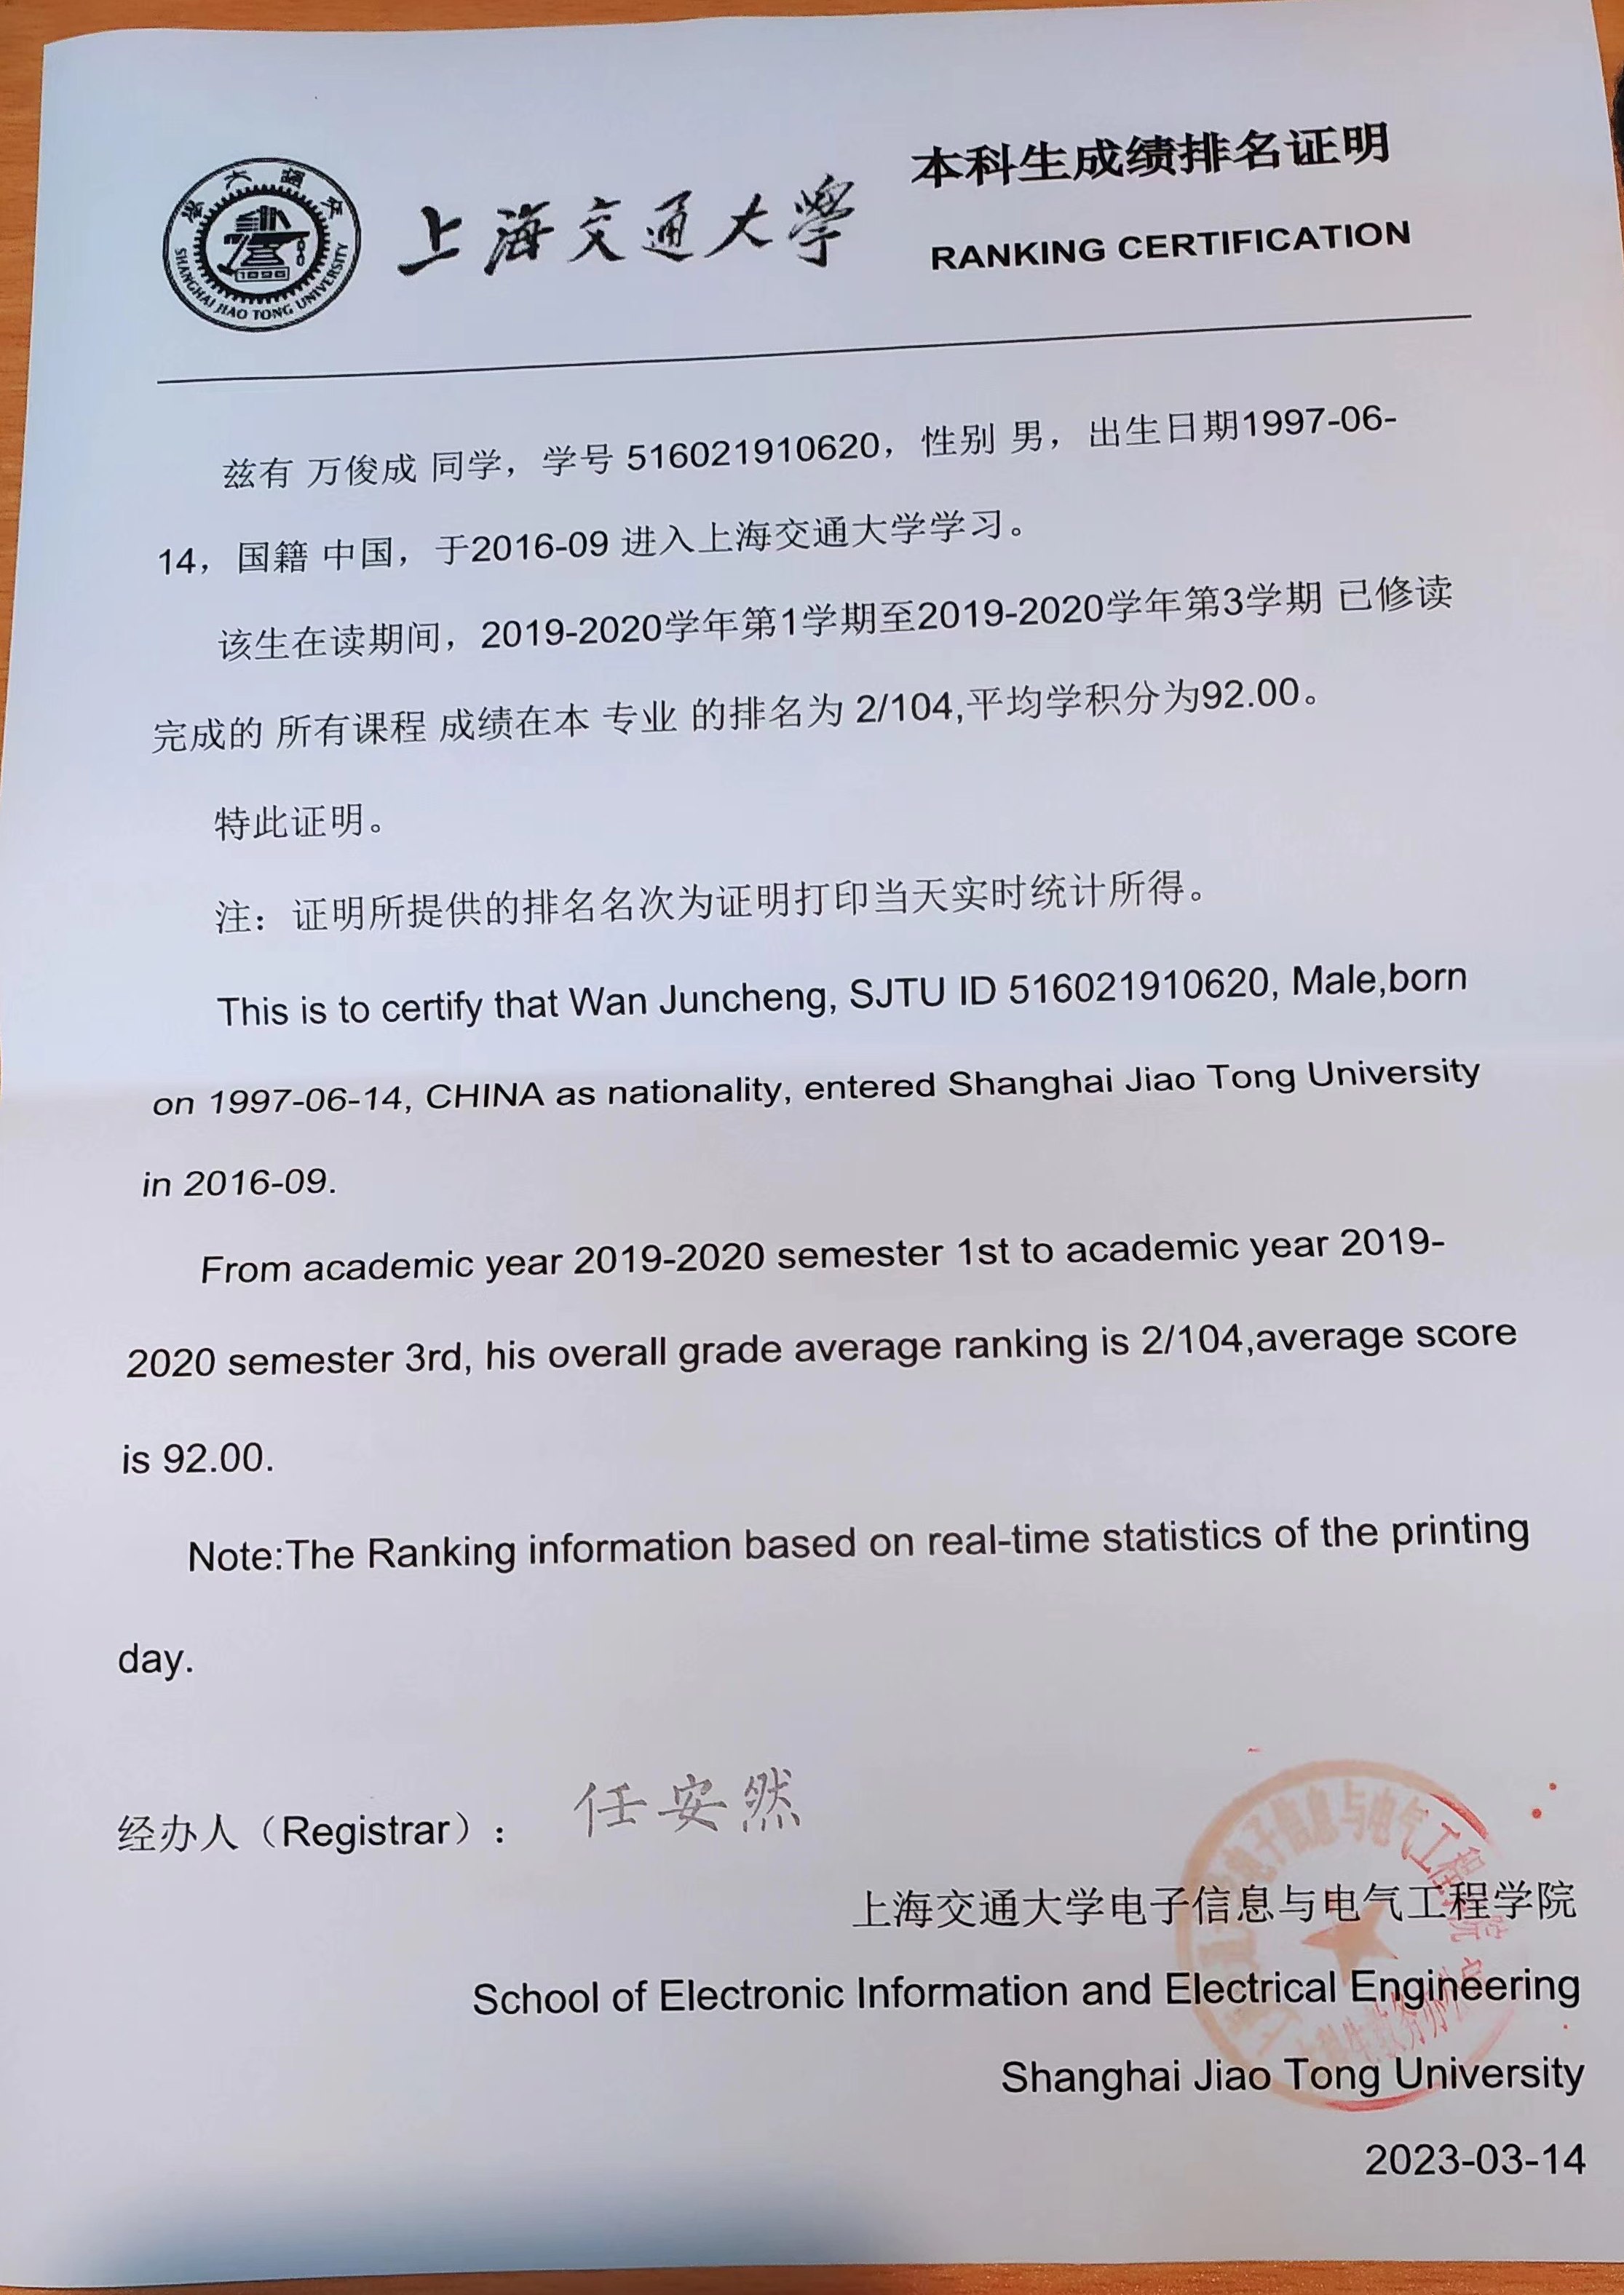 本科生成绩排名证明
上海交通大學
RANKING CERTIFICATION
SHANGHAI JIAO TONG UNIVERSITY
1896
兹有 万俊成 同学，学号 516021910620，性别 男，出生日期1997-06-
14，国籍 中国，于2016-09 进入上海交通大学学习。
该生在读期间，2019-2020学年第1学期至2019-2020学年第3学期 已修读
完成的 所有课程 成绩在本 专业 的排名为 2/104,平均学积分为92.00。
特此证明。
注：证明所提供的排名名次为证明打印当天实时统计所得。
This is to certify that Wan Juncheng, SJTU ID 516021910620, Male,born
on 1997-06-14, CHINA as nationality, entered Shanghai Jiao Tong University
in 2016-09.
From academic year 2019-2020 semester 1st to academic year 2019-
2020 semester 3rd, his overall grade average ranking is 2/104,average score
is 92.00.
Note:The Ranking information based on real-time statistics of the printing
day.
经办人（Registrar）： 任安然
上海交通大学电子信息与电气工程学院
School of Electronic Information and Electrical Engineering
Shanghai Jiao Tong University
2023-03-14